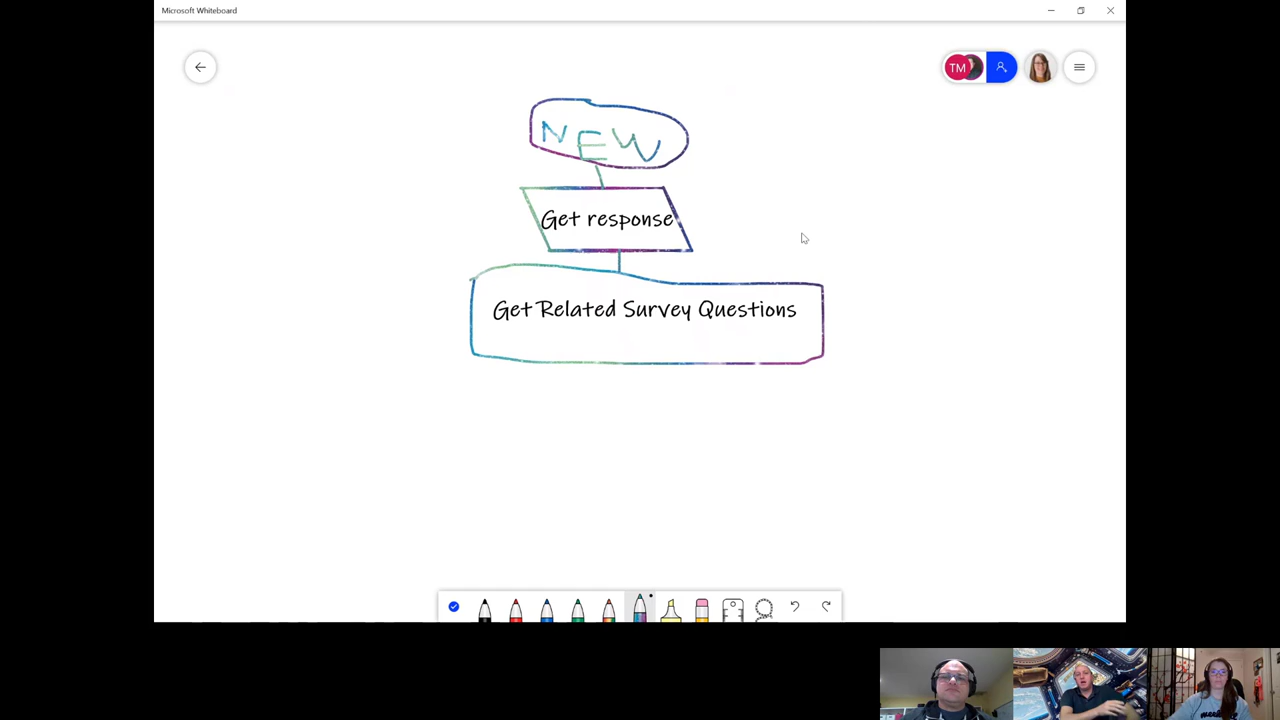 Microsoft Whiteboard
TM
NEW
Get response
Get Related Survey Questions